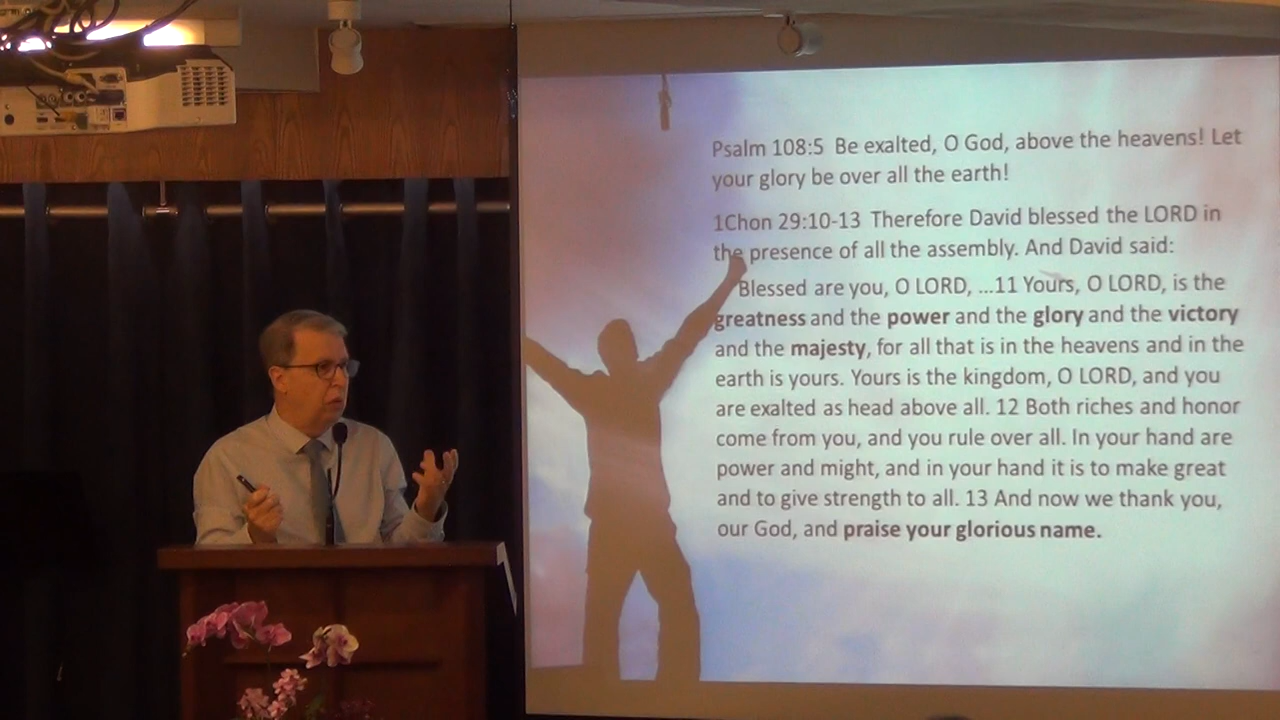 Psalm 108:5 Be exalted, O God, above the heavens! Let
your glory be over all the earth!
1Chon 29:10-13 Therefore David blessed the LORD in
the presence of all the assembly. And David said:
Blessed are you, O LORD, ...11 Yours, O LORD, is the
greatness and the power and the glory and the victory
and the majesty, for all that is in the heavens and in the
earth is yours. Yours is the kingdom, O LORD, and you
are exalted as head above all. 12 Both riches and honor
come from you, and you rule over all. In your hand are
power and might, and in your hand it is to make great
and to give strength to all. 13 And now we thank you,
our God, and praise your glorious name.